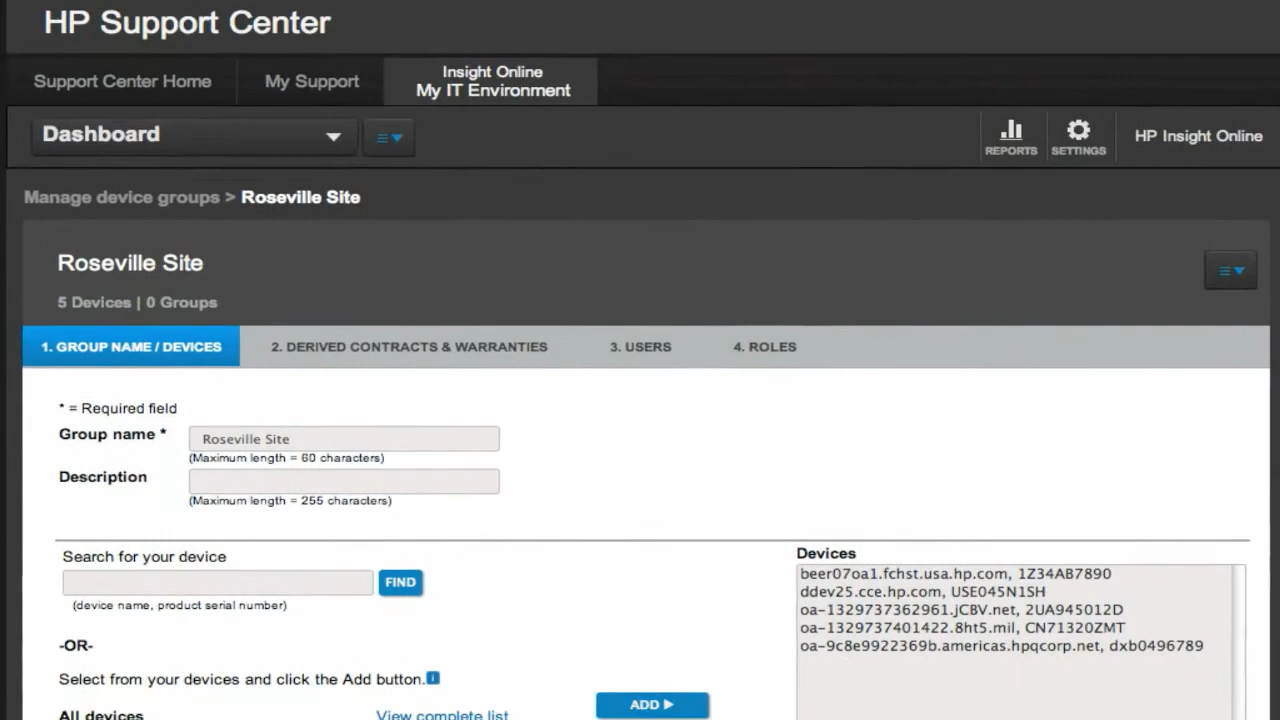 HP Support Center
Support Center Home
My Support
Insight Online
My IT Environment
Dashboard
REPORTS
SETTINGS
HP Insight Online
Manage device groups > Roseville Site
Roseville Site
5 Devices | 0 Groups
1. GROUP NAME / DEVICES
2. DERIVED CONTRACTS & WARRANTIES
3. USERS
4. ROLES
* = Required field
Group name *
Roseville Site
(Maximum length = 60 characters)
Description
(Maximum length = 255 characters)
Search for your device
FIND
(device name, product serial number)
-OR-
Select from your devices and click the Add button.
All devices
View complete list
ADD
Devices
beer07oa1.fchst.usa.hp.com, 1Z34AB7890
ddev25.cce.hp.com, USE045N1SH
oa-1329737362961.jCBV.net, 2UA945012D
oa-1329737401422.8ht5.mil, CN71320ZMT
oa-9c8e9922369b.americas.hpqcorp.net, dxb0496789